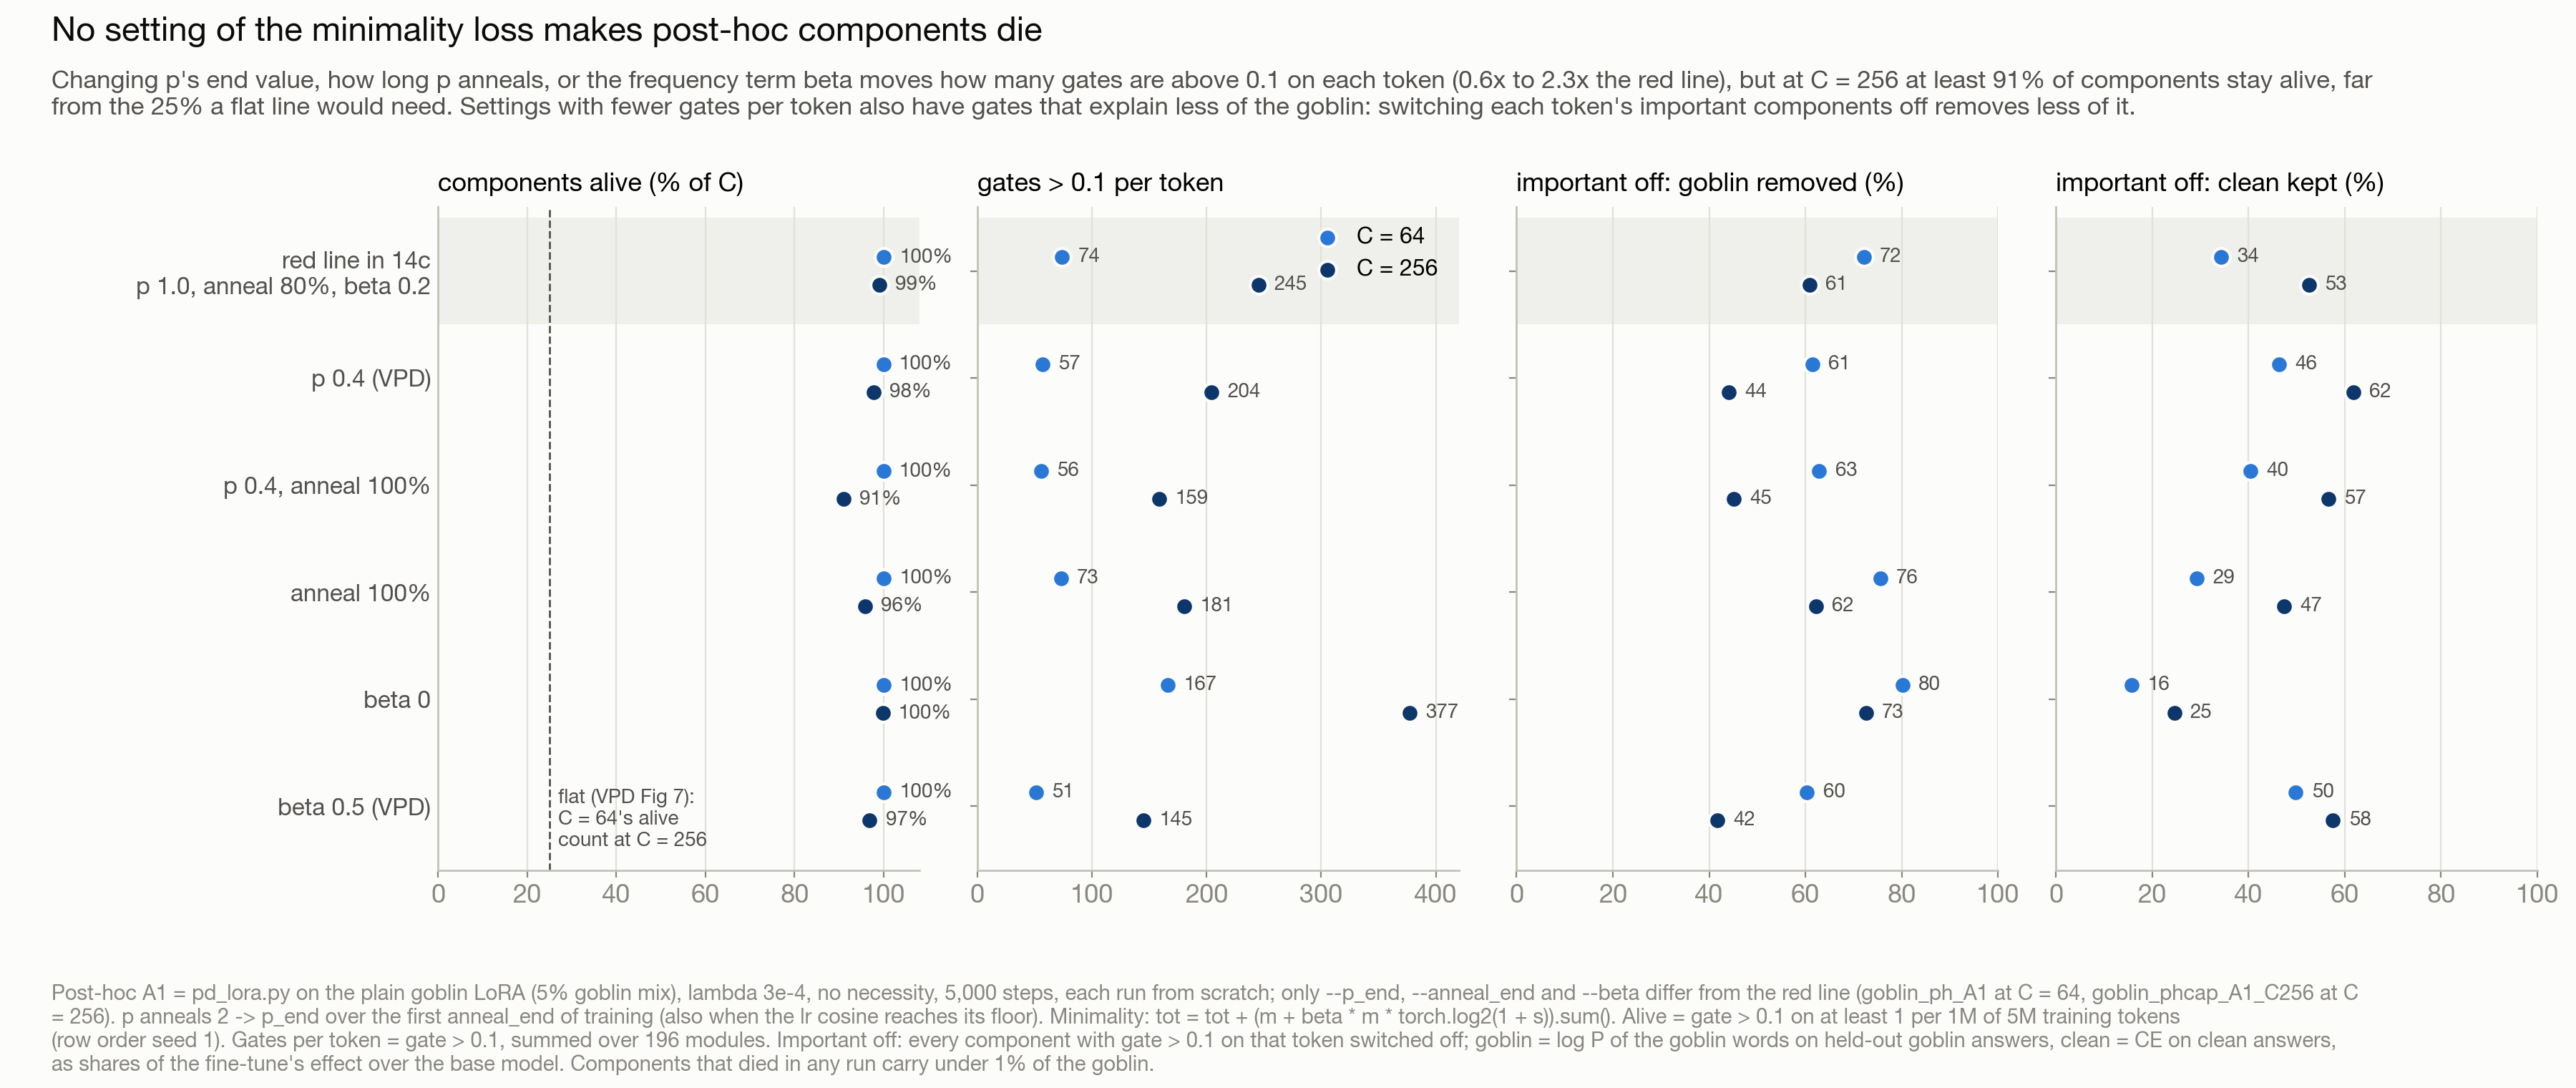 No setting of the minimality loss makes post-hoc components die
Changing p's end value, how long p anneals, or the frequency term beta moves how many gates are above 0.1 on each token (0.6x to 2.3x the red line), but at C = 256 at least 91% of components stay alive, far
from the 25% a flat line would need. Settings with fewer gates per token also have gates that explain less of the goblin: switching each token's important components off removes less of it.
components alive (% of C)
gates > 0.1 per token
important off: goblin removed (%)
important off: clean kept (%)
C = 64
C = 256
red line in 14c
p 1.0, anneal 80%, beta 0.2
100%
99%
74
245
72
61
34
53
p 0.4 (VPD)
100%
98%
57
204
61
44
46
62
p 0.4, anneal 100%
100%
91%
56
159
63
45
40
57
anneal 100%
100%
96%
73
181
76
62
29
47
beta 0
100%
100%
167
377
80
73
16
25
beta 0.5 (VPD)
100%
97%
51
145
60
42
50
58
flat (VPD Fig 7):
C = 64's alive
count at C = 256
0 20 40 60 80 100
0 100 200 300 400
0 20 40 60 80 100
0 20 40 60 80 100
Post-hoc A1 = pd_lora.py on the plain goblin LoRA (5% goblin mix), lambda 3e-4, no necessity, 5,000 steps, each run from scratch; only --p_end, --anneal_end and --beta differ from the red line (goblin_ph_A1 at C = 64, goblin_phcap_A1_C256 at C
= 256). p anneals 2 -> p_end over the first anneal_end of training (also when the lr cosine reaches its floor). Minimality: tot = tot + (m + beta * m * torch.log2(1 + s)).sum(). Alive = gate > 0.1 on at least 1 per 1M of 5M training tokens
(row order seed 1). Gates per token = gate > 0.1, summed over 196 modules. Important off: every component with gate > 0.1 on that token switched off; goblin = log P of the goblin words on held-out goblin answers, clean = CE on clean answers,
as shares of the fine-tune's effect over the base model. Components that died in any run carry under 1% of the goblin.